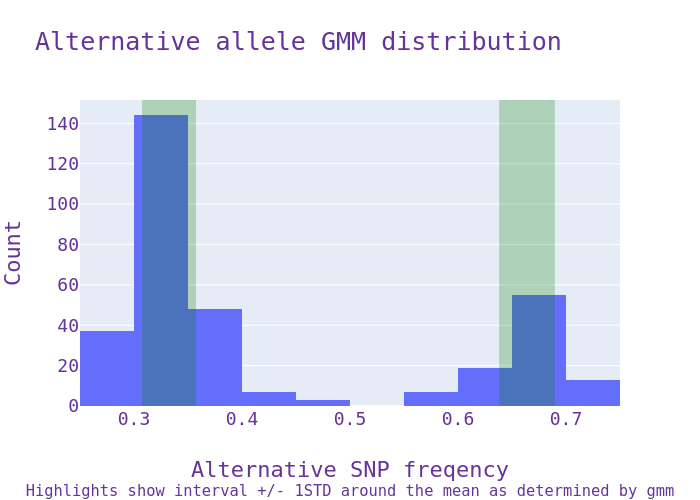 Alternative allele GMM distribution
140
120
100
80
60
40
20
0
Count
0.3 0.4 0.5 0.6 0.7
Alternative SNP freqency
Highlights show interval +/- 1STD around the mean as determined by gmm